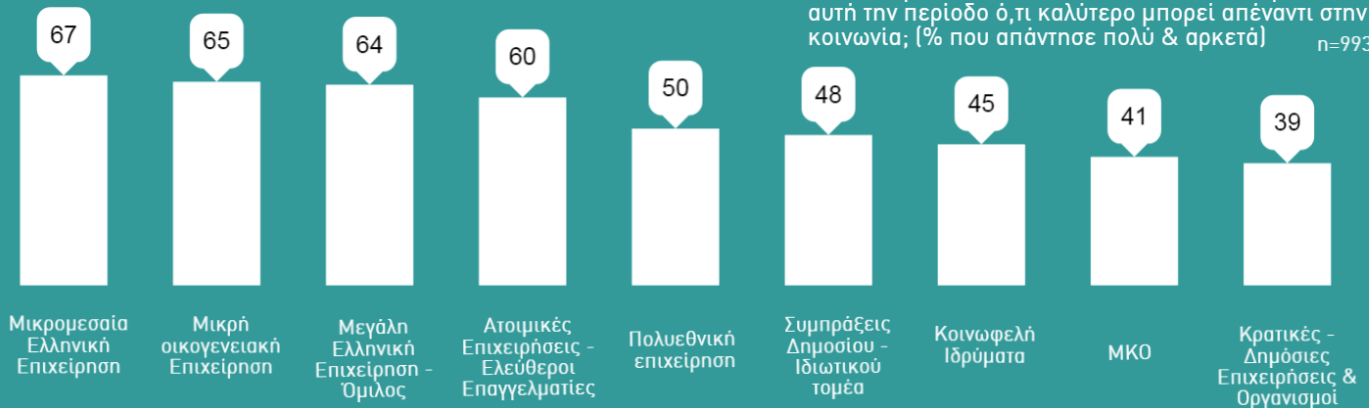 αυτή την περίοδο ό,τι καλύτερο μπορεί απέναντι στην
κοινωνία; (% που απάντησε πολύ & αρκετά)
n=993
67
65
64
60
50
48
45
41
39
Μικρομεσαία
Ελληνική
Επιχείρηση
Μικρή
οικογενειακή
Επιχείρηση
Μεγάλη
Ελληνική
Επιχείρηση -
Όμιλος
Ατοιμικές
Επιχειρήσεις -
Ελεύθεροι
Επαγγελματίες
Πολυεθνική
επιχείρηση
Συμπράξεις
Δημοσίου -
Ιδιωτικού
τομέα
Κοινωφελή
Ιδρύματα
ΜΚΟ
Κρατικές -
Δημόσιες
Επιχειρήσεις &
Οργανισμοί